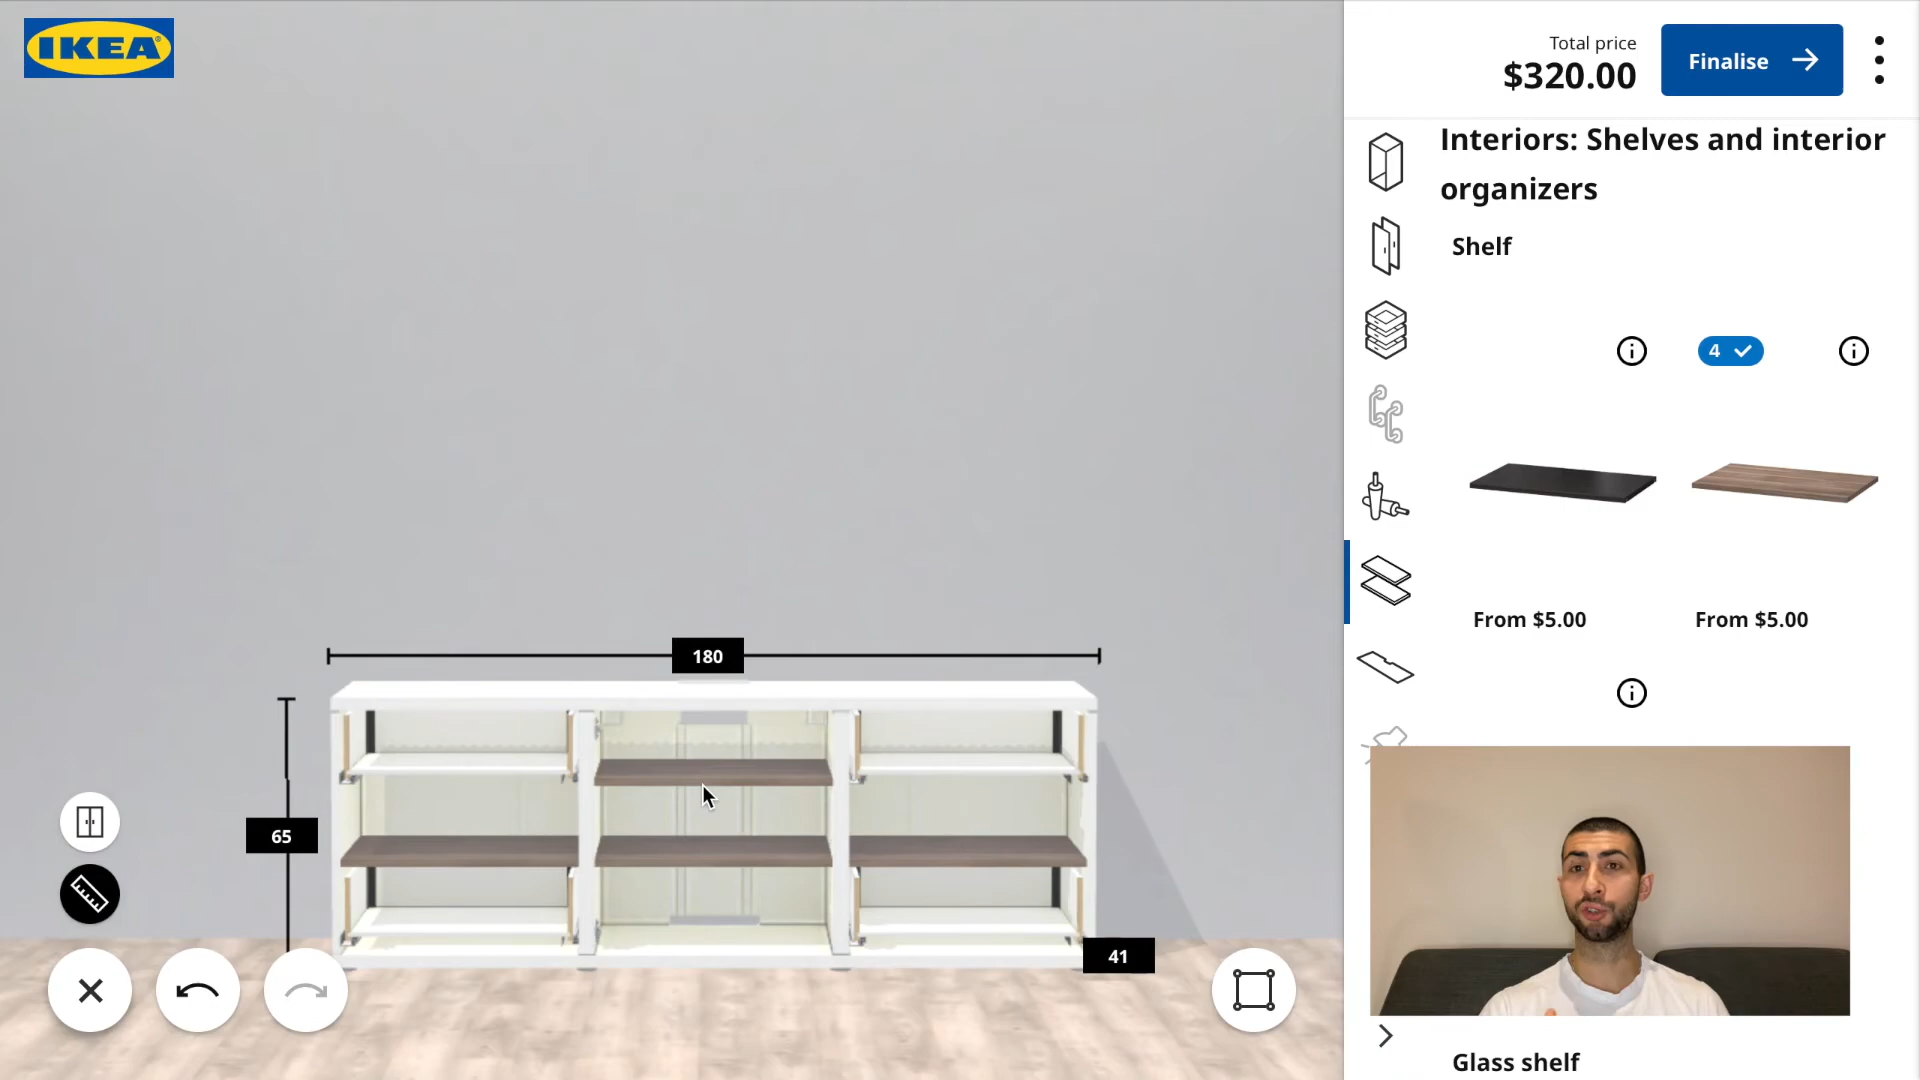 IKEA
Total price
$320.00
Finalise
Interiors: Shelves and interior
organizers
Shelf
4
From $5.00
From $5.00
180
65
41
Glass shelf